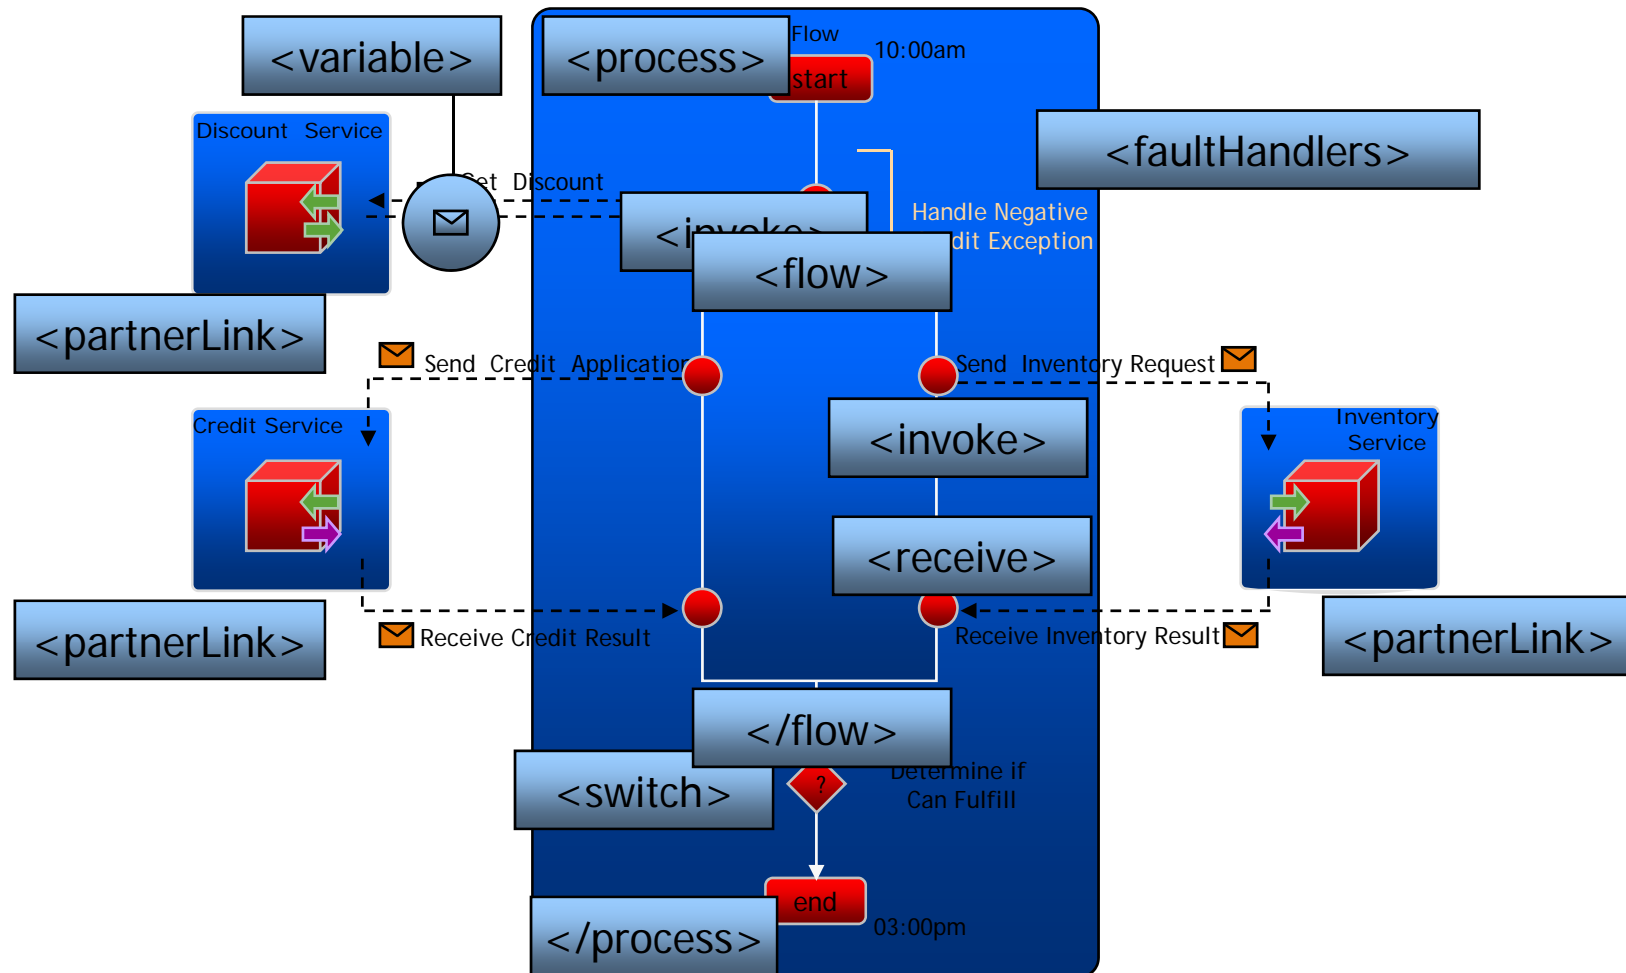 <variable>
<process>
Flow
10:00am
start
Discount Service
<faultHandlers>
Get Discount
<invoke>
Handle Negative
Exception
<flow>
<partnerLink>
Send Credit Application
Send Inventory Request
Credit Service
Inventory
Service
<invoke>
<receive>
<partnerLink>
Receive Credit Result
Receive Inventory Result
<partnerLink>
</flow>
<switch>
?
Determine if
Can Fulfill
end
</process>
03:00pm